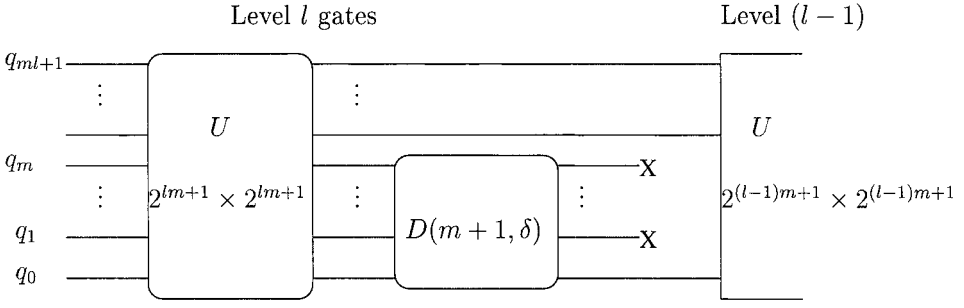 Level l gates Level (l − 1)
q_{ml+1}
⋮ ⋮
U U
q_m X
⋮ 2^{lm+1} × 2^{lm+1} ⋮ ⋮ 2^{(l−1)m+1} × 2^{(l−1)m+1}
q_1 D(m + 1, δ) X
q_0